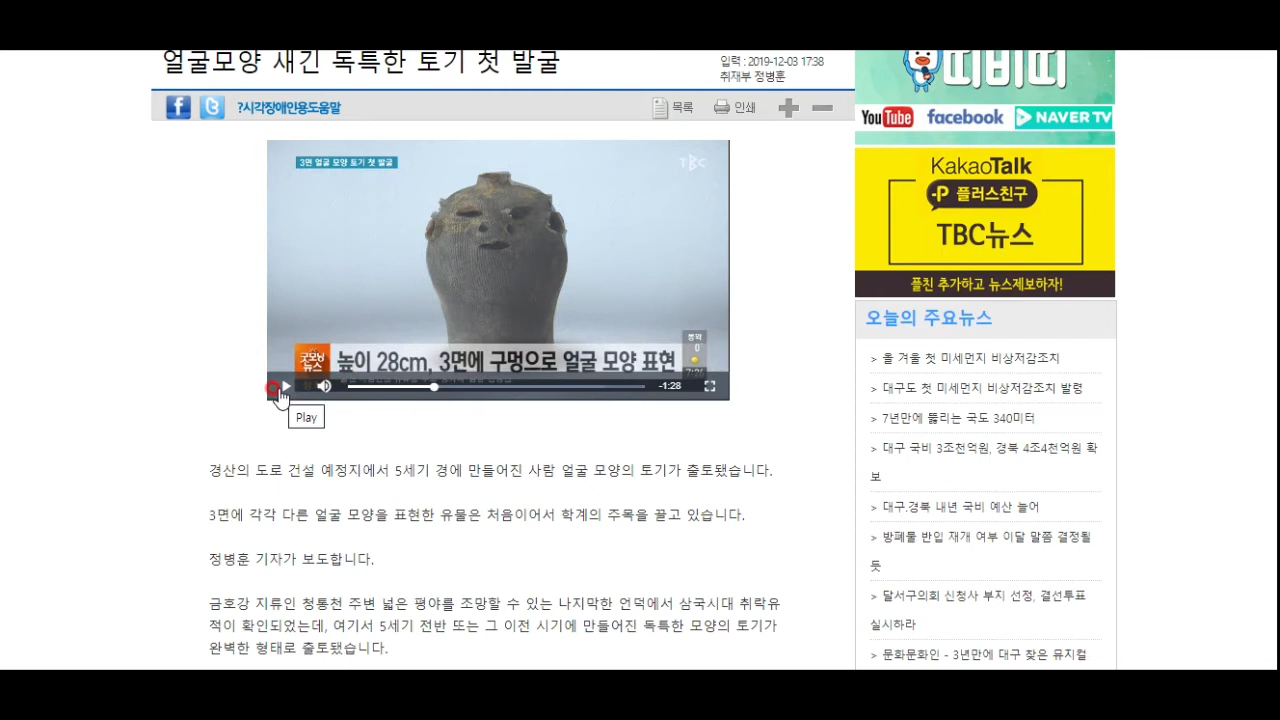 얼굴모양 새긴 독특한 토기 첫 발굴
입력 : 2019-12-03 17:38
취재부 정병훈
?시각장애인용도움말
목록
인쇄
3면 얼굴 모양 토기 첫 발굴
TBC
봉화
0°
7:26
굿모닝
뉴스
높이 28cm, 3면에 구멍으로 얼굴 모양 표현
-1:28
Play
경산의 도로 건설 예정지에서 5세기 경에 만들어진 사람 얼굴 모양의 토기가 출토됐습니다.
3면에 각각 다른 얼굴 모양을 표현한 유물은 처음이어서 학계의 주목을 끌고 있습니다.
정병훈 기자가 보도합니다.
금호강 지류인 청통천 주변 넓은 평야를 조망할 수 있는 나지막한 언덕에서 삼국시대 취락유
적이 확인되었는데, 여기서 5세기 전반 또는 그 이전 시기에 만들어진 독특한 모양의 토기가
완벽한 형태로 출토됐습니다.
띠비띠
YouTube
facebook
NAVER TV
KakaoTalk
P 플러스친구
TBC뉴스
플친 추가하고 뉴스제보하자!
오늘의 주요뉴스
> 올 겨울 첫 미세먼지 비상저감조치
> 대구도 첫 미세먼지 비상저감조치 발령
> 7년만에 뚫리는 국도 340미터
> 대구 국비 3조천억원, 경북 4조4천억원 확
보
> 대구.경북 내년 국비 예산 늘어
> 방폐물 반입 재개 여부 이달 말쯤 결정될
듯
> 달서구의회 신청사 부지 선정, 결선투표
실시하라
> 문화문화인 - 3년만에 대구 찾은 뮤지컬